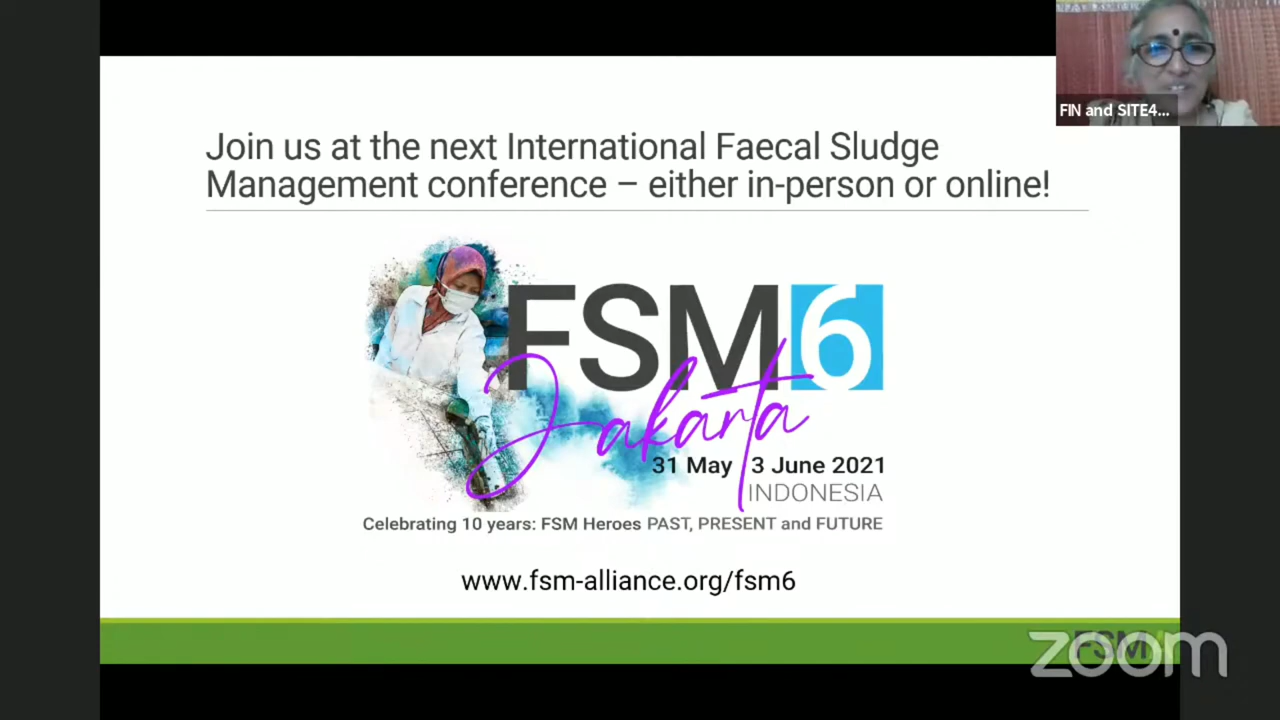 FIN and SITE4...
Join us at the next International Faecal Sludge
Management conference – either in-person or online!
FSM6
Jakarta
31 May 3 June 2021
INDONESIA
Celebrating 10 years: FSM Heroes PAST, PRESENT and FUTURE
www.fsm-alliance.org/fsm6
FSM
zoom